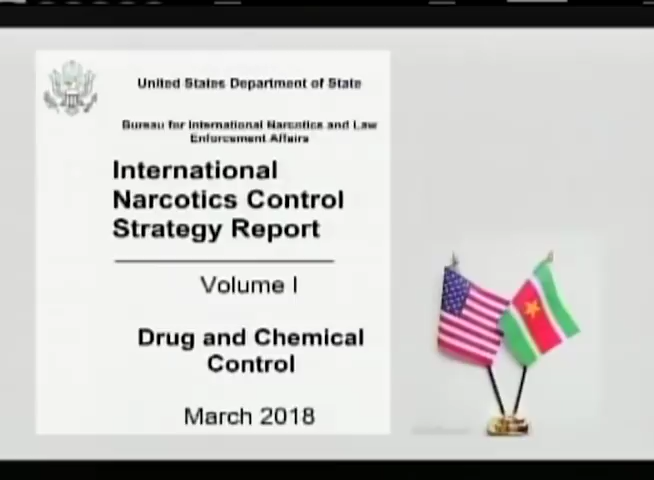 United States Department of State
Bureau for International Narcotics and Law
Enforcement Affairs
International
Narcotics Control
Strategy Report
Volume I
Drug and Chemical
Control
March 2018